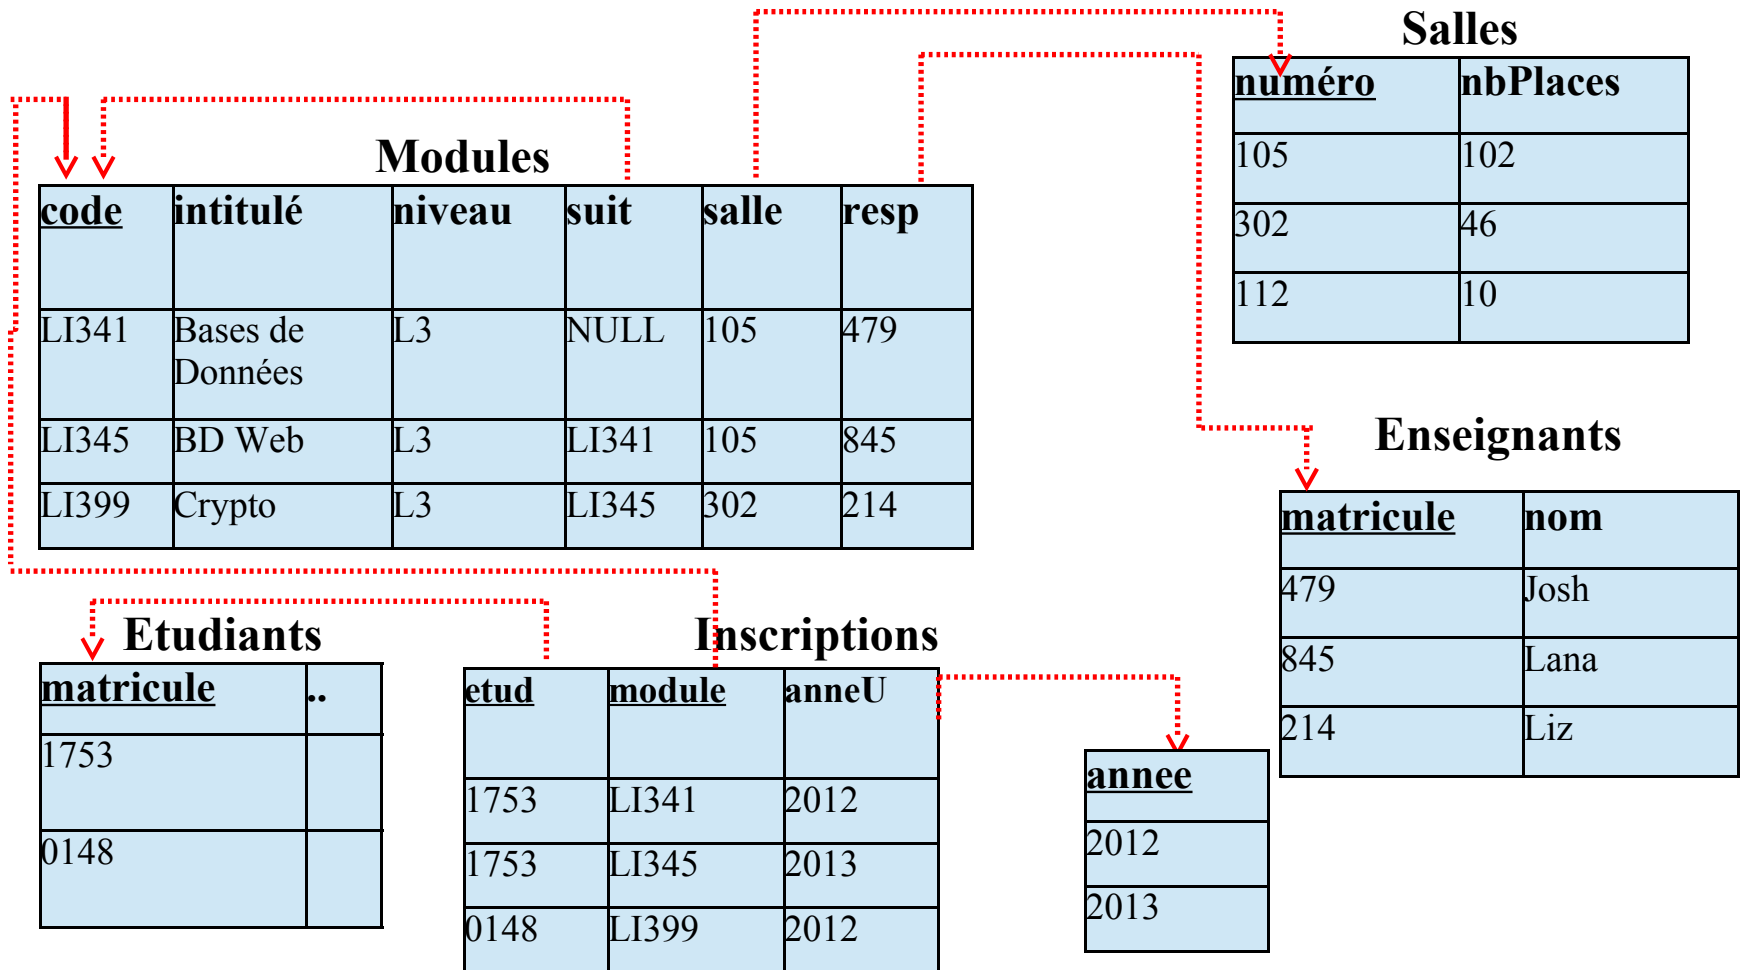 Salles
numéro nbPlaces
105 102
302 46
112 10
Modules
code intitulé niveau suit salle resp
LI341 Bases de L3 NULL 105 479
Données
LI345 BD Web L3 LI341 105 845
LI399 Crypto L3 LI345 302 214
Enseignants
matricule nom
479 Josh
845 Lana
214 Liz
Etudiants
matricule ..
1753
0148
Inscriptions
etud module anneU
1753 LI341 2012
1753 LI345 2013
0148 LI399 2012
annee
2012
2013